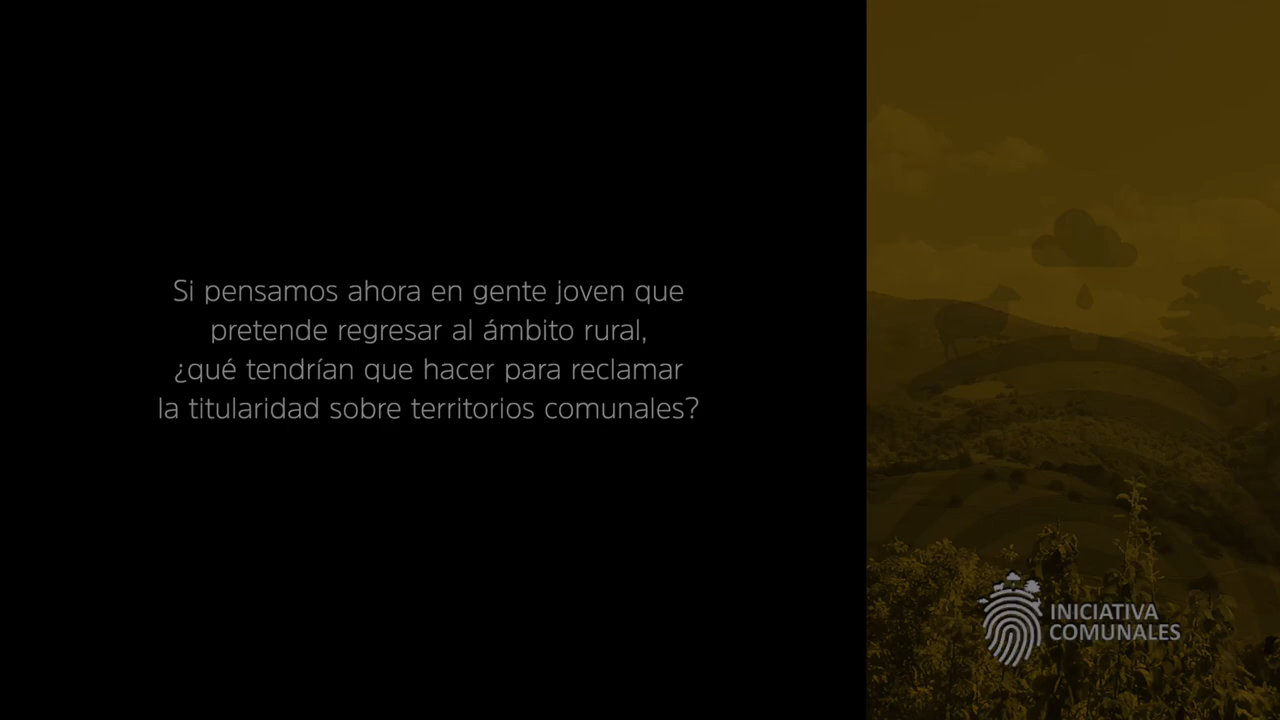 Si pensamos ahora en gente joven que
pretende regresar al ámbito rural,
¿qué tendrían que hacer para reclamar
la titularidad sobre territorios comunales?
INICIATIVA
COMUNALES